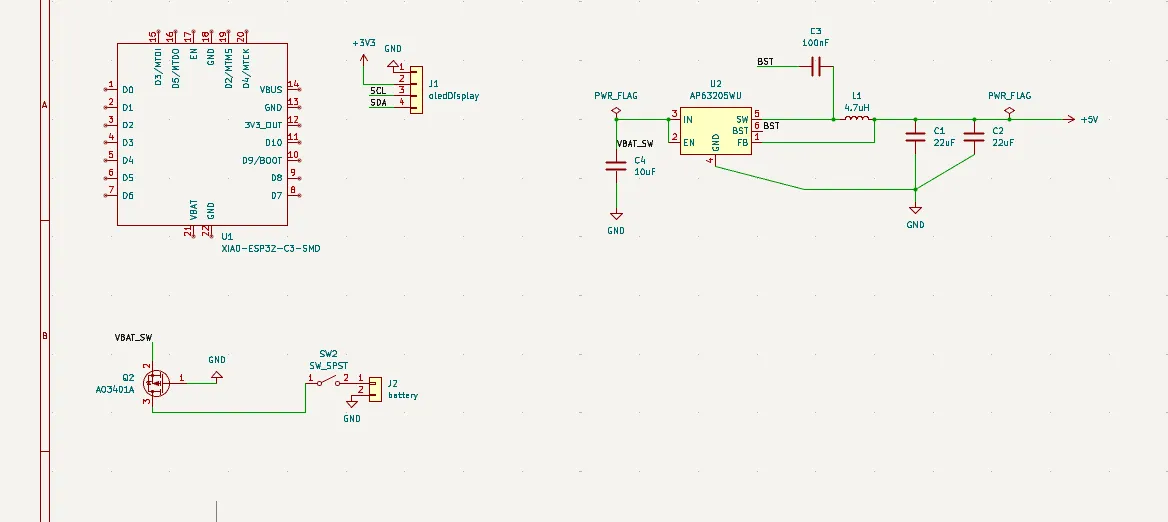 A
B
15
16
17
18
19
20
D3/MTDI
D5/MTDO
EN
GND
D2/MTMS
D4/MTCK
1 D0
2 D1
3 D2
4 D3
5 D4
6 D5
7 D6
VBUS 14
GND 13
3V3_OUT 12
D10 11
D9/BOOT 10
D8 9
D7 8
VBAT
GND
21
22
U1
XIAO-ESP32-C3-SMD
+3V3
GND
1
2
SCL 3
SDA 4
J1
oledDisplay
C3
100nF
BST
U2
AP63205WU
PWR_FLAG
3 IN
2 EN
SW 5
BST 6 BST
FB 1
GND
4
L1
4.7uH
PWR_FLAG
+5V
VBAT_SW
C4
10uF
GND
C1
22uF
C2
22uF
GND
VBAT_SW
2
Q2
AO3401A
1
3
GND
SW2
SW_SPST
1
2
1
2
J2
battery
GND